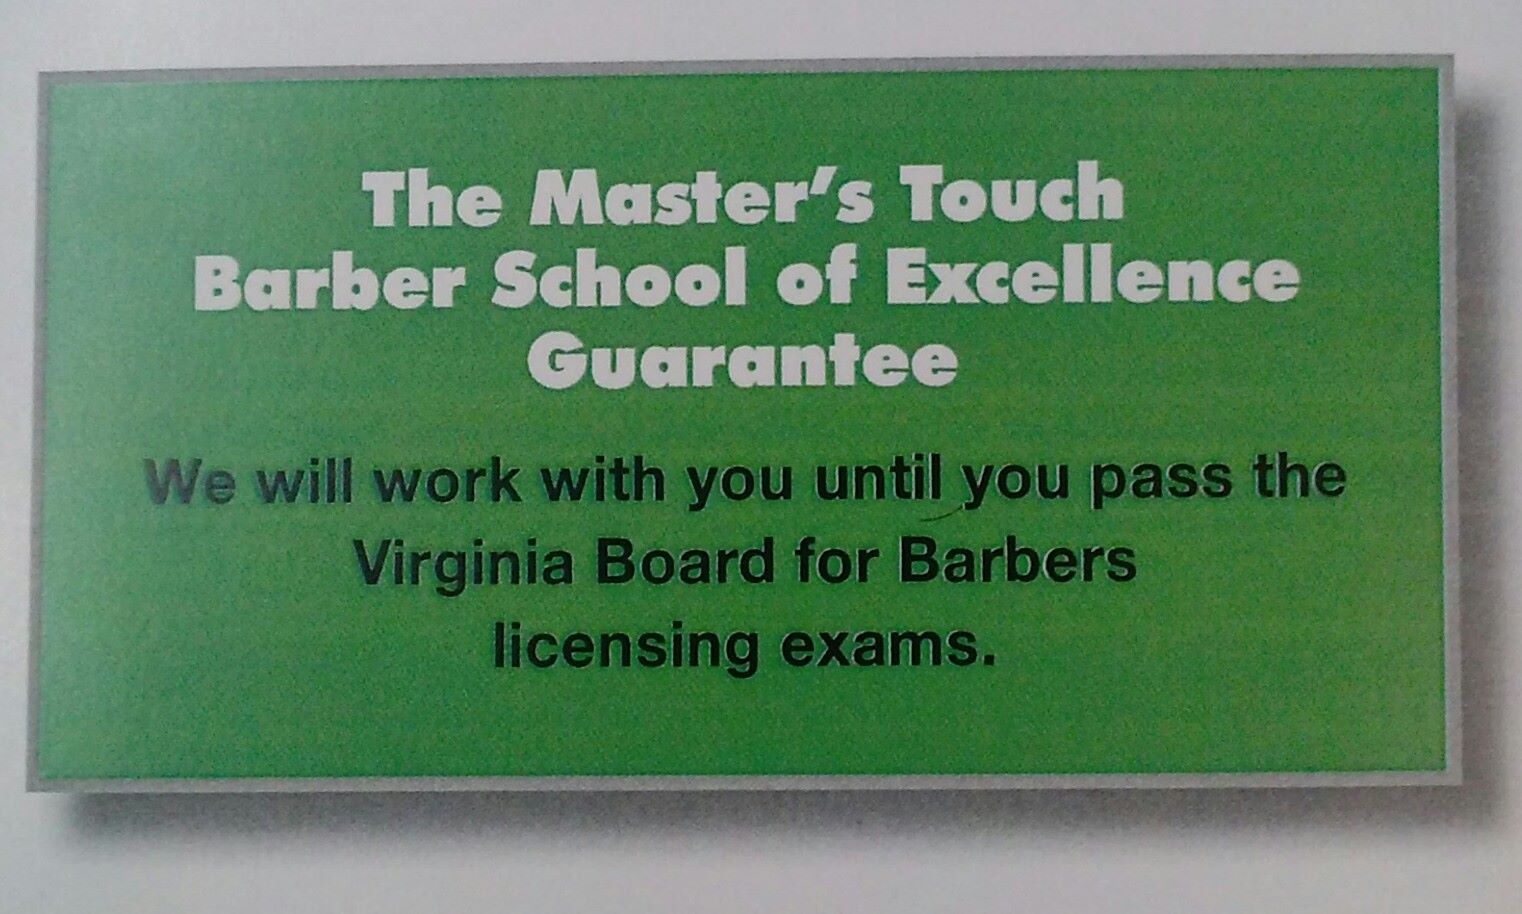 The Master's Touch
Barber School of Excellence
Guarantee
We will work with you until you pass the
Virginia Board for Barbers
licensing exams.